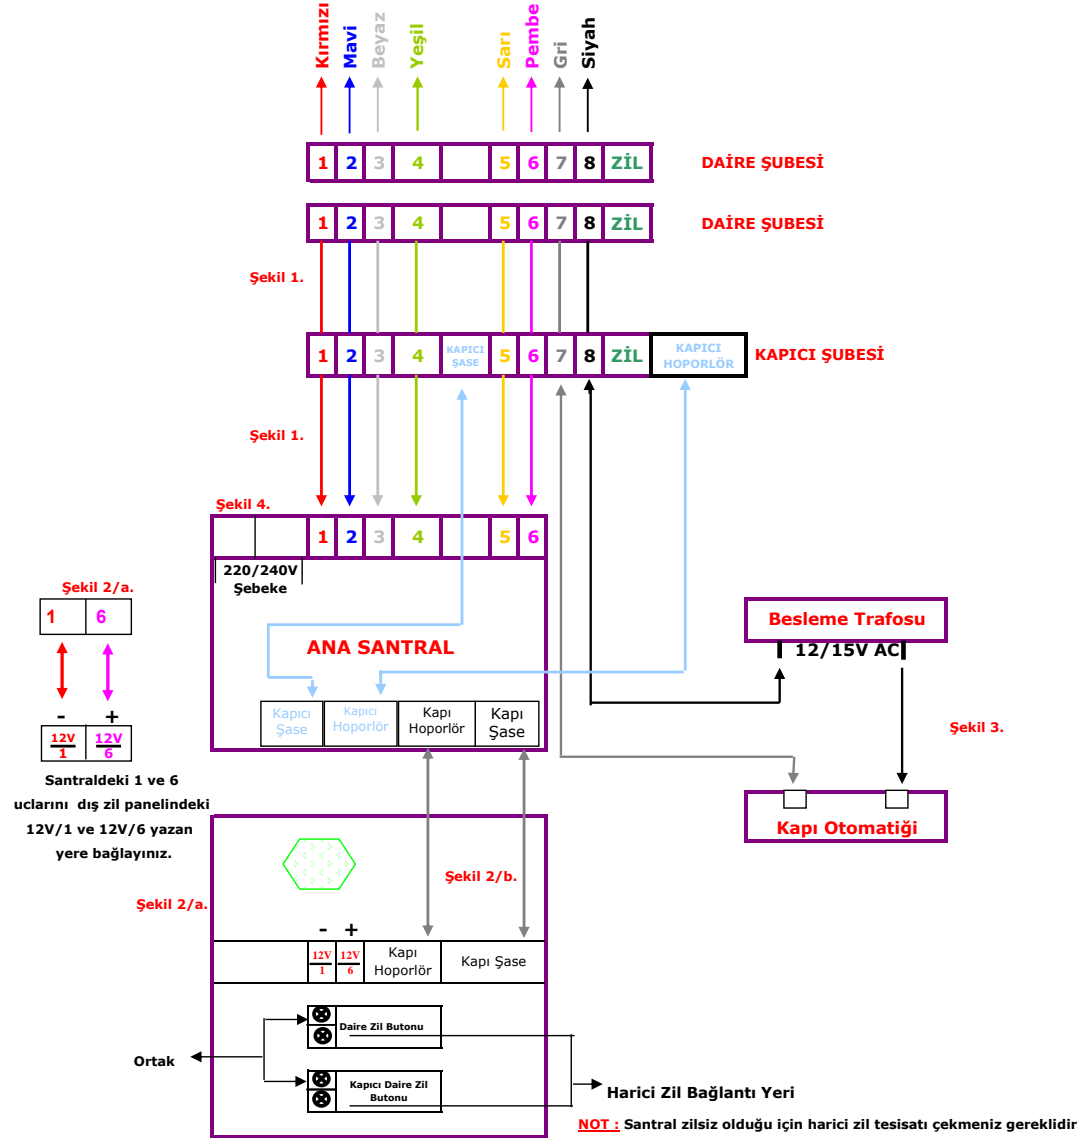 Kırmızı Mavi Beyaz Yeşil Sarı Pembe Gri Siyah
1 2 3 4 5 6 7 8 ZİL DAİRE ŞUBESİ
1 2 3 4 5 6 7 8 ZİL DAİRE ŞUBESİ
Şekil 1.
1 2 3 4 KAPICI ŞASE 5 6 7 8 ZİL KAPICI HOPORLÖR KAPICI ŞUBESİ
Şekil 1.
Şekil 4.
1 2 3 4 5 6
220/240V
Şebeke
Şekil 2/a.
1 6
- +
12V 12V
1 6
Santraldeki 1 ve 6
uclarını dış zil panelindeki
12V/1 ve 12V/6 yazan
yere bağlayınız.
ANA SANTRAL
Kapıcı Şase
Kapıcı Hoporlör
Kapı Hoporlör
Kapı Şase
Besleme Trafosu
12/15V AC
Şekil 3.
Kapı Otomatiği
Şekil 2/b.
Şekil 2/a.
- +
12V 12V
1 6
Kapı Hoporlör
Kapı Şase
Daire Zil Butonu
Ortak
Kapıcı Daire Zil
Butonu
Harici Zil Bağlantı Yeri
NOT : Santral zilsiz olduğu için harici zil tesisatı çekmeniz gereklidir